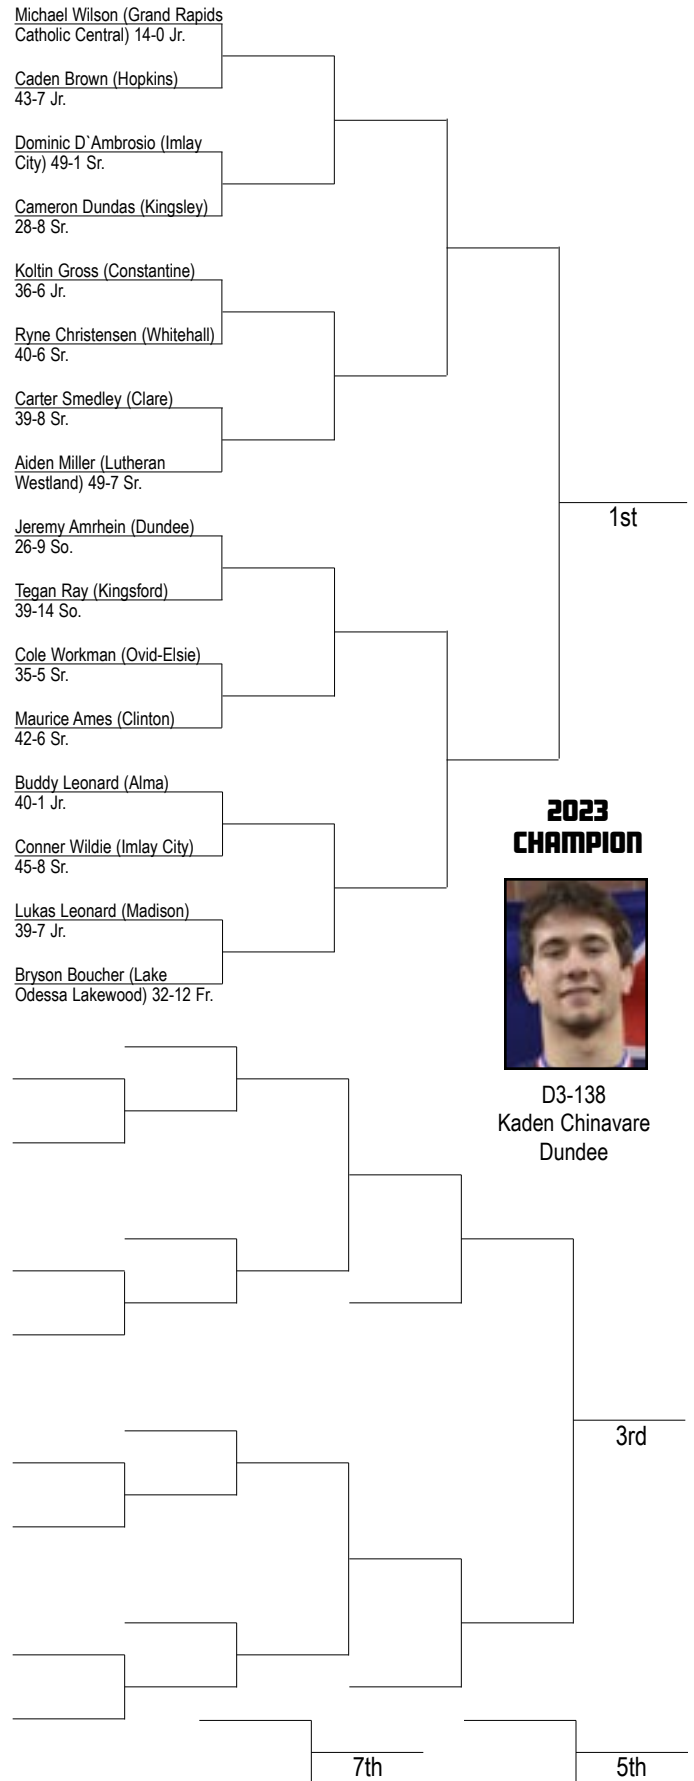 Michael Wilson (Grand Rapids
Catholic Central) 14-0 Jr.
Caden Brown (Hopkins)
43-7 Jr.
Dominic D`Ambrosio (Imlay
City) 49-1 Sr.
Cameron Dundas (Kingsley)
28-8 Sr.
Koltin Gross (Constantine)
36-6 Jr.
Ryne Christensen (Whitehall)
40-6 Sr.
Carter Smedley (Clare)
39-8 Sr.
Aiden Miller (Lutheran
Westland) 49-7 Sr.
1st
Jeremy Amrhein (Dundee)
26-9 So.
Tegan Ray (Kingsford)
39-14 So.
Cole Workman (Ovid-Elsie)
35-5 Sr.
Maurice Ames (Clinton)
42-6 Sr.
Buddy Leonard (Alma)
40-1 Jr.
Conner Wildie (Imlay City)
45-8 Sr.
Lukas Leonard (Madison)
39-7 Jr.
Bryson Boucher (Lake
Odessa Lakewood) 32-12 Fr.
2023
CHAMPION
D3-138
Kaden Chinavare
Dundee
3rd
7th
5th